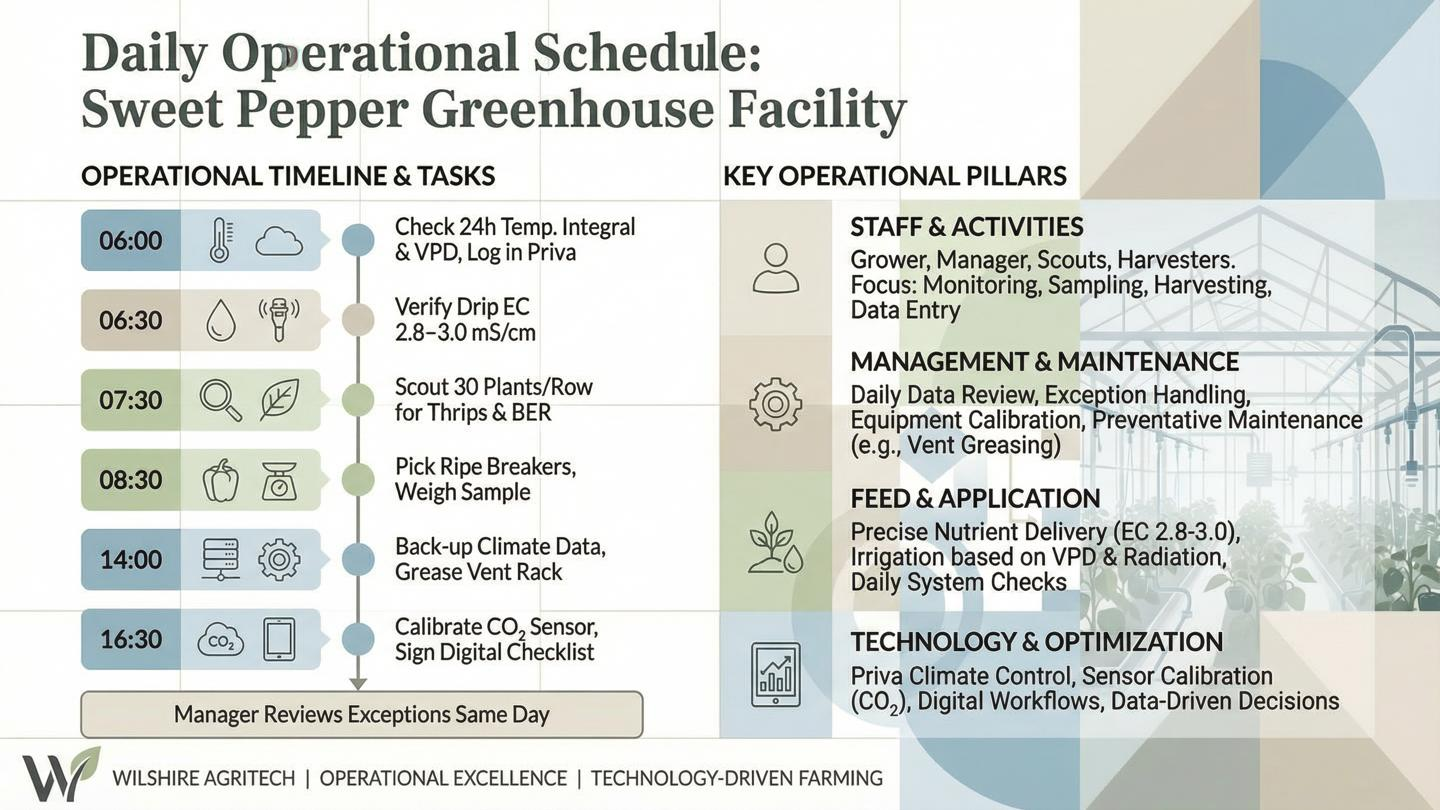 Daily Operational Schedule:
Sweet Pepper Greenhouse Facility
OPERATIONAL TIMELINE & TASKS
06:00
Check 24h Temp. Integral
& VPD, Log in Priva
06:30
Verify Drip EC
2.8–3.0 mS/cm
07:30
Scout 30 Plants/Row
for Thrips & BER
08:30
Pick Ripe Breakers,
Weigh Sample
14:00
Back-up Climate Data,
Grease Vent Rack
16:30
CO₂
Calibrate CO₂ Sensor,
Sign Digital Checklist
Manager Reviews Exceptions Same Day
KEY OPERATIONAL PILLARS
STAFF & ACTIVITIES
Grower, Manager, Scouts, Harvesters.
Focus: Monitoring, Sampling, Harvesting,
Data Entry
MANAGEMENT & MAINTENANCE
Daily Data Review, Exception Handling,
Equipment Calibration, Preventative Maintenance
(e.g., Vent Greasing)
FEED & APPLICATION
Precise Nutrient Delivery (EC 2.8-3.0),
Irrigation based on VPD & Radiation,
Daily System Checks
TECHNOLOGY & OPTIMIZATION
Priva Climate Control, Sensor Calibration
(CO₂), Digital Workflows, Data-Driven Decisions
W WILSHIRE AGRITECH | OPERATIONAL EXCELLENCE | TECHNOLOGY-DRIVEN FARMING